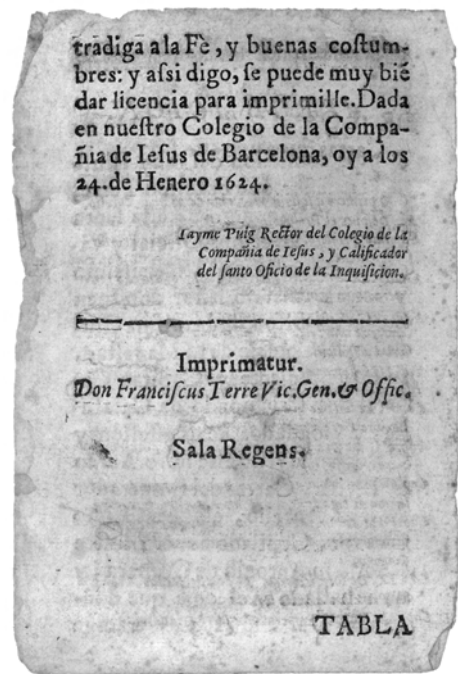 tradiga a la Fè, y buenas coſtum-
bres: y aſsi digo, ſe puede muy biē
dar licencia para imprimille. Dada
en nueſtro Colegio de la Compa-
ñia de Ieſus de Barcelona, oy a los
24. de Henero 1624.
Iayme Puig Rector del Colegio de la
Compañia de Ieſus, y Calificador
del ſanto Oficio de la Inquiſicion.
Imprimatur.
Don Franciſcus Terre Vic. Gen. & Offic.
Sala Regens.
TABLA